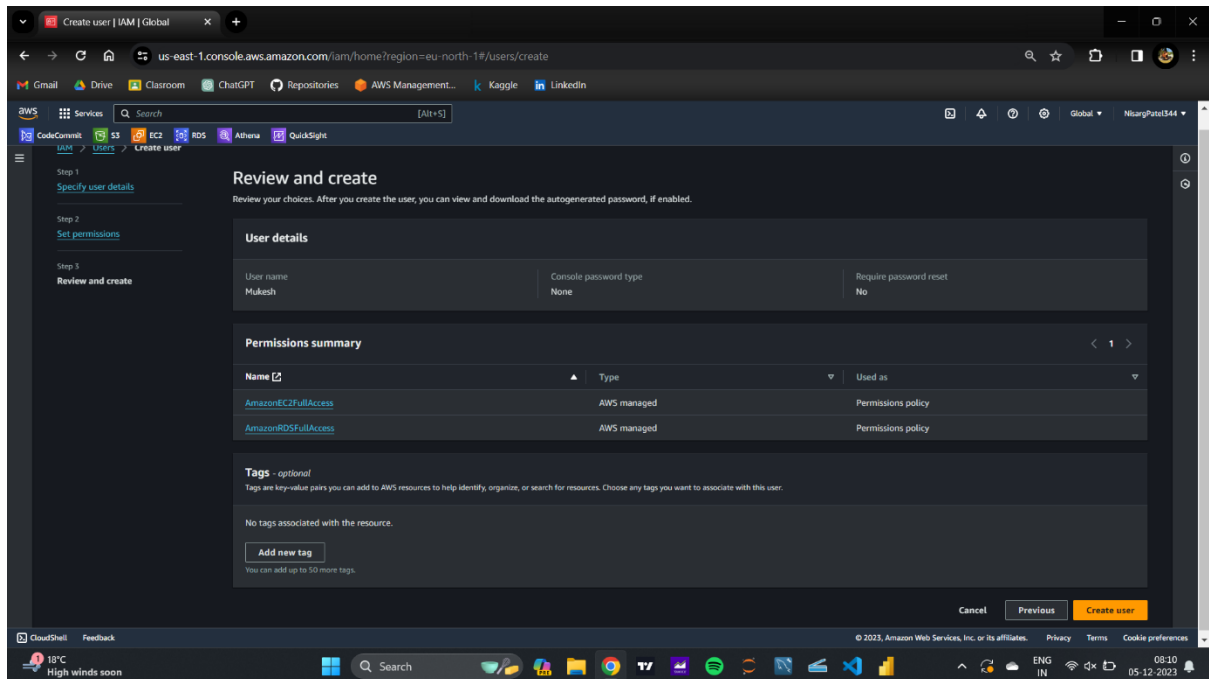 Create user | IAM | Global
us-east-1.console.aws.amazon.com/iam/home?region=eu-north-1#/users/create
Gmail Drive Clasroom ChatGPT Repositories AWS Management... Kaggle LinkedIn
aws Services Search [Alt+S] Global NisargPatel344
CodeCommit S3 EC2 RDS Athena QuickSight
IAM > Users > Create user
Step 1
Specify user details
Step 2
Set permissions
Step 3
Review and create
Review and create
Review your choices. After you create the user, you can view and download the autogenerated password, if enabled.
User details
User name Console password type Require password reset
Mukesh None No
Permissions summary < 1 >
Name Type Used as
AmazonEC2FullAccess AWS managed Permissions policy
AmazonRDSFullAccess AWS managed Permissions policy
Tags - optional
Tags are key-value pairs you can add to AWS resources to help identify, organize, or search for resources. Choose any tags you want to associate with this user.
No tags associated with the resource.
Add new tag
You can add up to 50 more tags.
Cancel Previous Create user
CloudShell Feedback © 2023, Amazon Web Services, Inc. or its affiliates. Privacy Terms Cookie preferences
18°C
High winds soon
Search
PRE
ENG
IN
08:10
05-12-2023